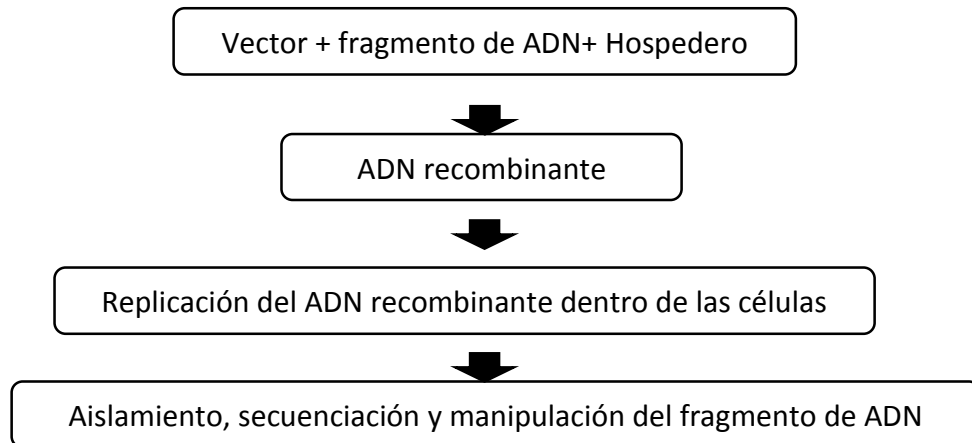 Vector + fragmento de ADN+ Hospedero
ADN recombinante
Replicación del ADN recombinante dentro de las células
Aislamiento, secuenciación y manipulación del fragmento de ADN